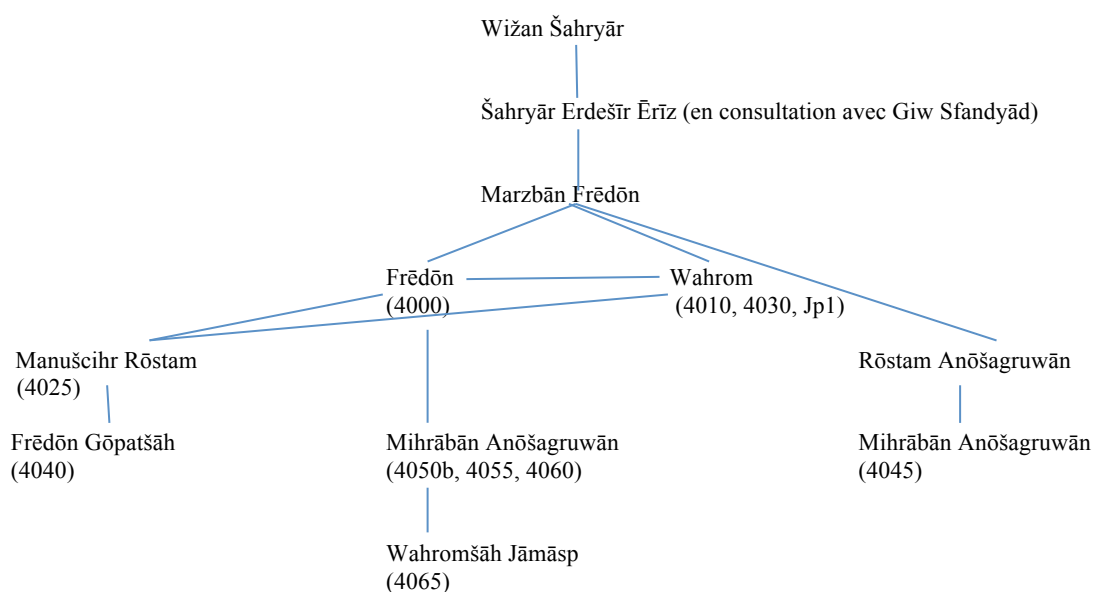 Wižan Šahryār
Šahryār Erdešīr Ērīz (en consultation avec Giw Sfandyād)
Marzbān Frēdōn
Frēdōn
(4000)
Wahrom
(4010, 4030, Jp1)
Manušcihr Rōstam
(4025)
Rōstam Anōšagruwān
Frēdōn Gōpatšāh
(4040)
Mihrābān Anōšagruwān
(4050b, 4055, 4060)
Mihrābān Anōšagruwān
(4045)
Wahromšāh Jāmāsp
(4065)